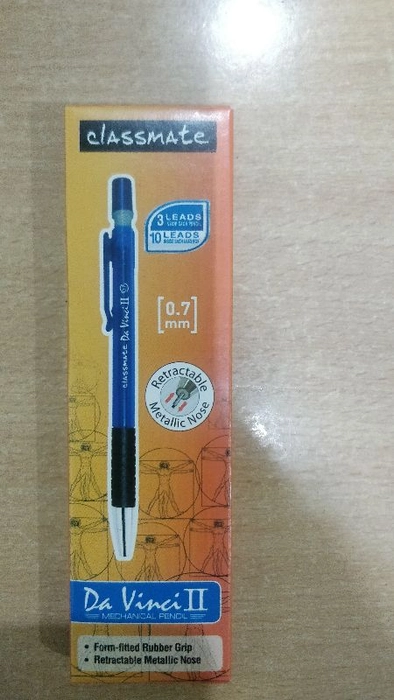 classmate
3 LEADS
10 LEADS
[0.7
mm]
classmate Da Vinci II
Retractable
Metallic Nose
Da Vinci II
MECHANICAL PENCIL
• Form-fitted Rubber Grip
• Retractable Metallic Nose